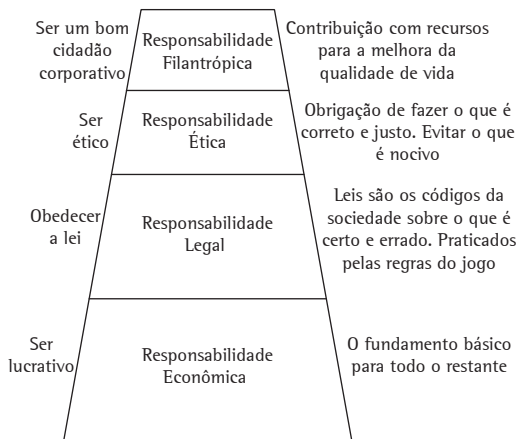 Ser um bom
cidadão
corporativo
Responsabilidade
Filantrópica
Contribuição com recursos
para a melhora da
qualidade de vida
Ser
ético
Responsabilidade
Ética
Obrigação de fazer o que é
correto e justo. Evitar o que
é nocivo
Obedecer
a lei
Responsabilidade
Legal
Leis são os códigos da
sociedade sobre o que é
certo e errado. Praticados
pelas regras do jogo
Ser
lucrativo
Responsabilidade
Econômica
O fundamento básico
para todo o restante